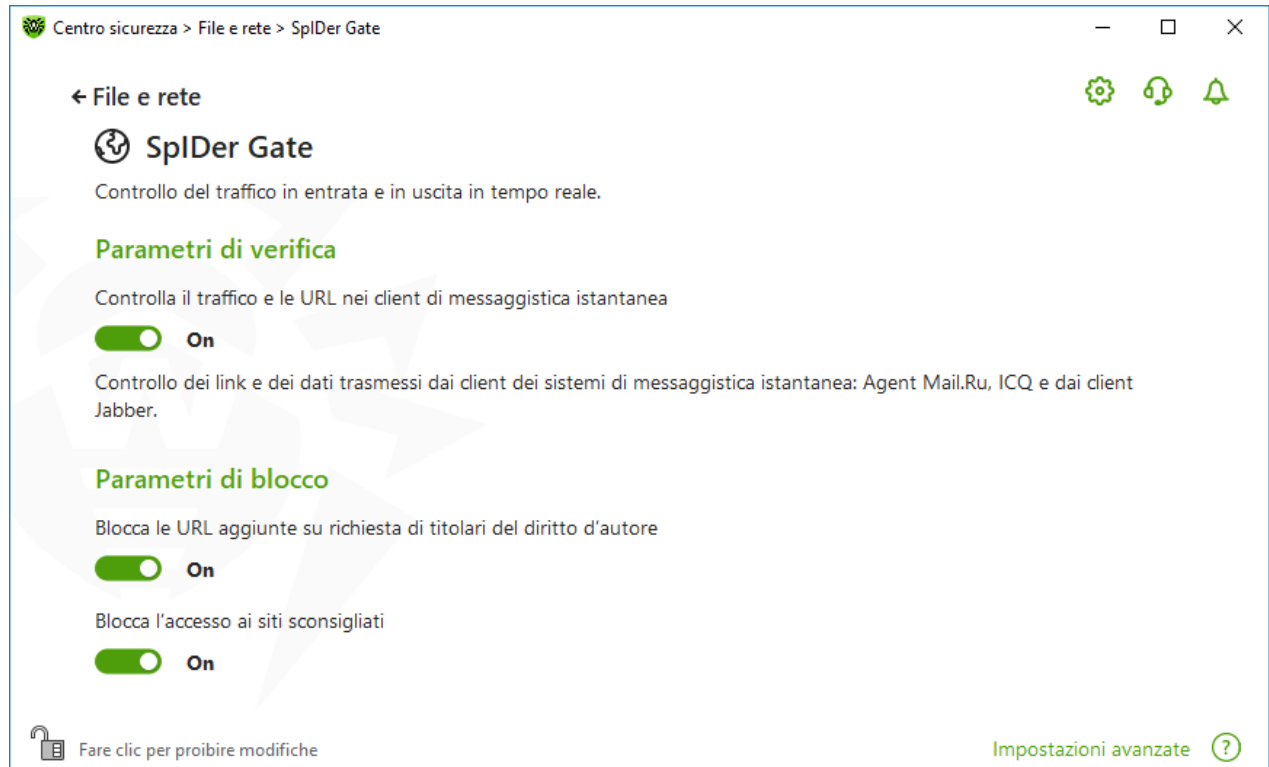 Centro sicurezza > File e rete > SpIDer Gate
File e rete
SpIDer Gate
Controllo del traffico in entrata e in uscita in tempo reale.
Parametri di verifica
Controlla il traffico e le URL nei client di messaggistica istantanea
On
Controllo dei link e dei dati trasmessi dai client dei sistemi di messaggistica istantanea: Agent Mail.Ru, ICQ e dai client
Jabber.
Parametri di blocco
Blocca le URL aggiunte su richiesta di titolari del diritto d'autore
On
Blocca l'accesso ai siti sconsigliati
On
Fare clic per proibire modifiche
Impostazioni avanzate ?